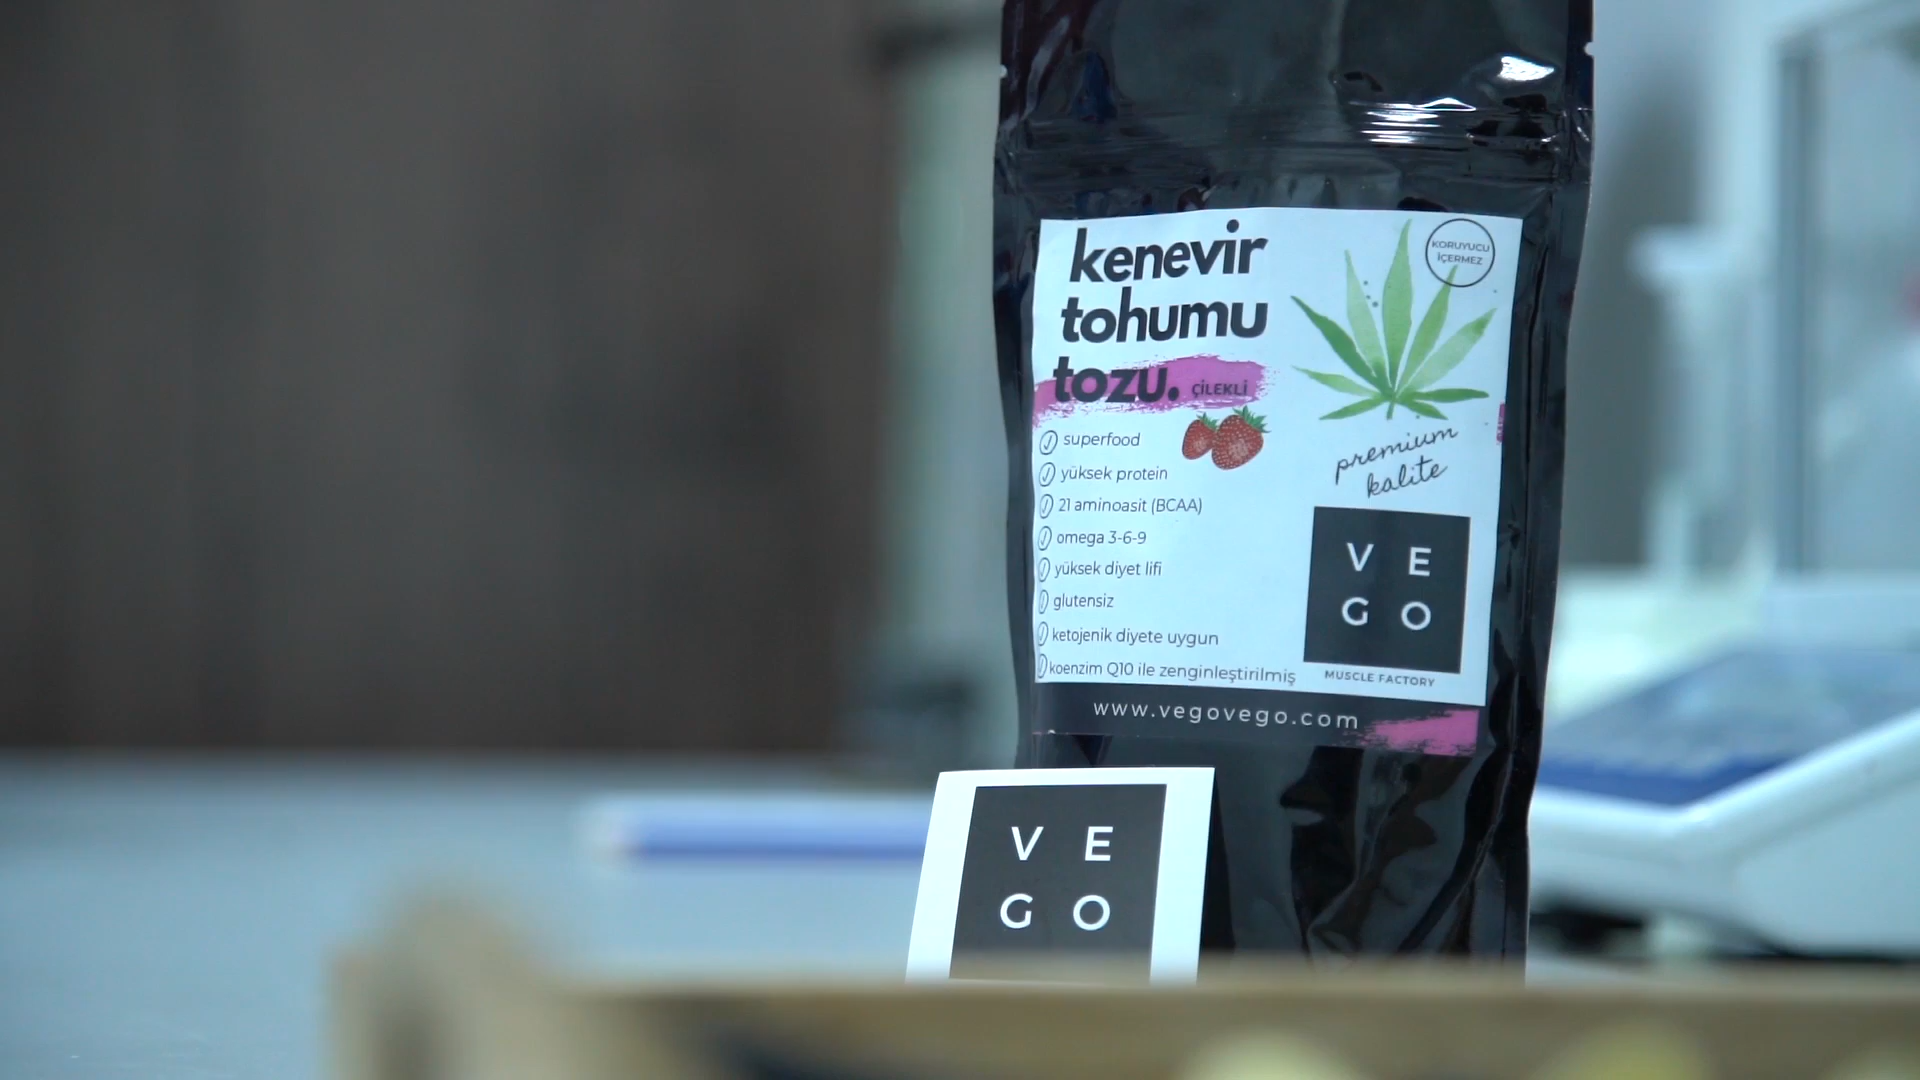 kenevir
tohumu
tozu. ÇİLEKLİ
KORUYUCU
İÇERMEZ
superfood
yüksek protein
21 aminoasit (BCAA)
omega 3-6-9
yüksek diyet lifi
glutensiz
ketojenik diyete uygun
koenzim Q10 ile zenginleştirilmiş
premium
kalite
V E
G O
MUSCLE FACTORY
www.vegovego.com
V E
G O